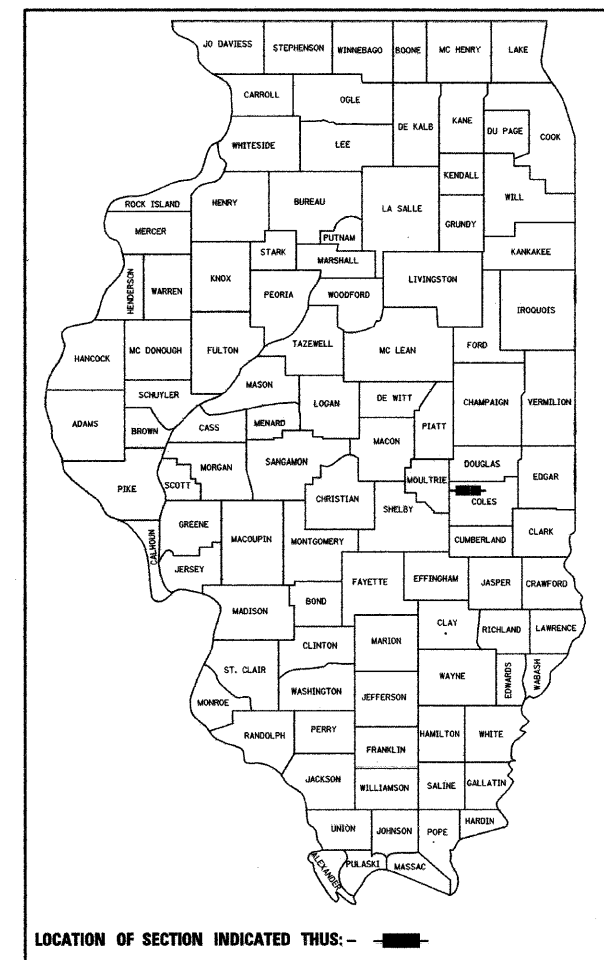 JO DAVIESS
STEPHENSON
WINNEBAGO
BOONE
MC HENRY
LAKE
CARROLL
OGLE
DE KALB
KANE
DU PAGE
COOK
WHITESIDE
LEE
KENDALL
WILL
ROCK ISLAND
HENRY
BUREAU
LA SALLE
GRUNDY
MERCER
PUTNAM
STARK
MARSHALL
KANKAKEE
HENDERSON
WARREN
KNOX
PEORIA
WOODFORD
LIVINGSTON
IROQUOIS
HANCOCK
MC DONOUGH
FULTON
TAZEWELL
MC LEAN
FORD
MASON
SCHUYLER
LOGAN
DE WITT
CHAMPAIGN
VERMILION
ADAMS
BROWN
CASS
MENARD
MACON
PIATT
SANGAMON
MORGAN
DOUGLAS
MOULTRIE
EDGAR
PIKE
SCOTT
CHRISTIAN
SHELBY
COLES
CALHOUN
GREENE
MACOUPIN
MONTGOMERY
CUMBERLAND
CLARK
JERSEY
FAYETTE
EFFINGHAM
JASPER
CRAWFORD
MADISON
BOND
CLAY
RICHLAND
LAWRENCE
CLINTON
MARION
ST. CLAIR
WAYNE
EDWARDS
WABASH
WASHINGTON
JEFFERSON
MONROE
RANDOLPH
PERRY
HAMILTON
WHITE
FRANKLIN
JACKSON
WILLIAMSON
SALINE
GALLATIN
UNION
JOHNSON
POPE
HARDIN
ALEXANDER
PULASKI
MASSAC
LOCATION OF SECTION INDICATED THUS: -